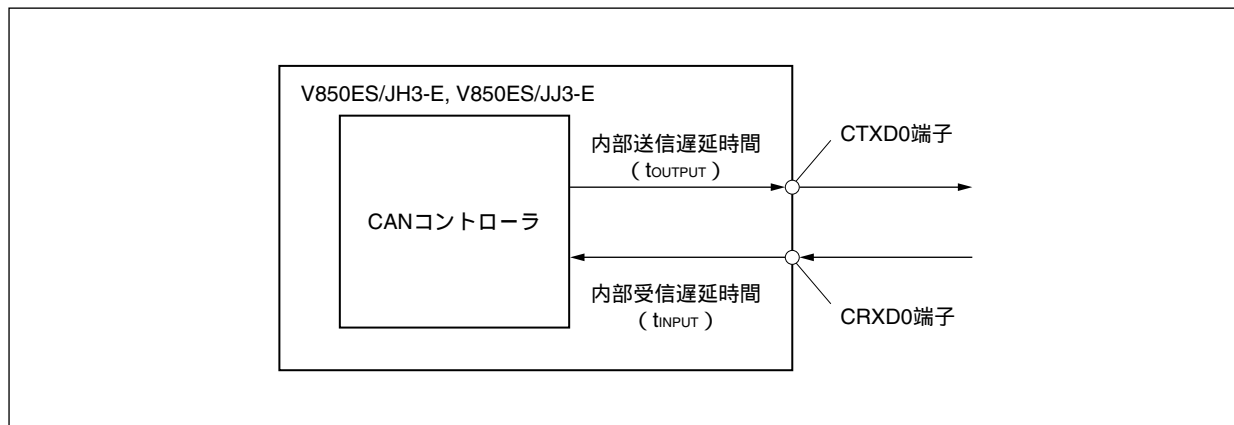 V850ES/JH3-E, V850ES/JJ3-E
内部送信遅延時間
（tOUTPUT）
CTXD0端子
CANコントローラ
内部受信遅延時間
（tINPUT）
CRXD0端子